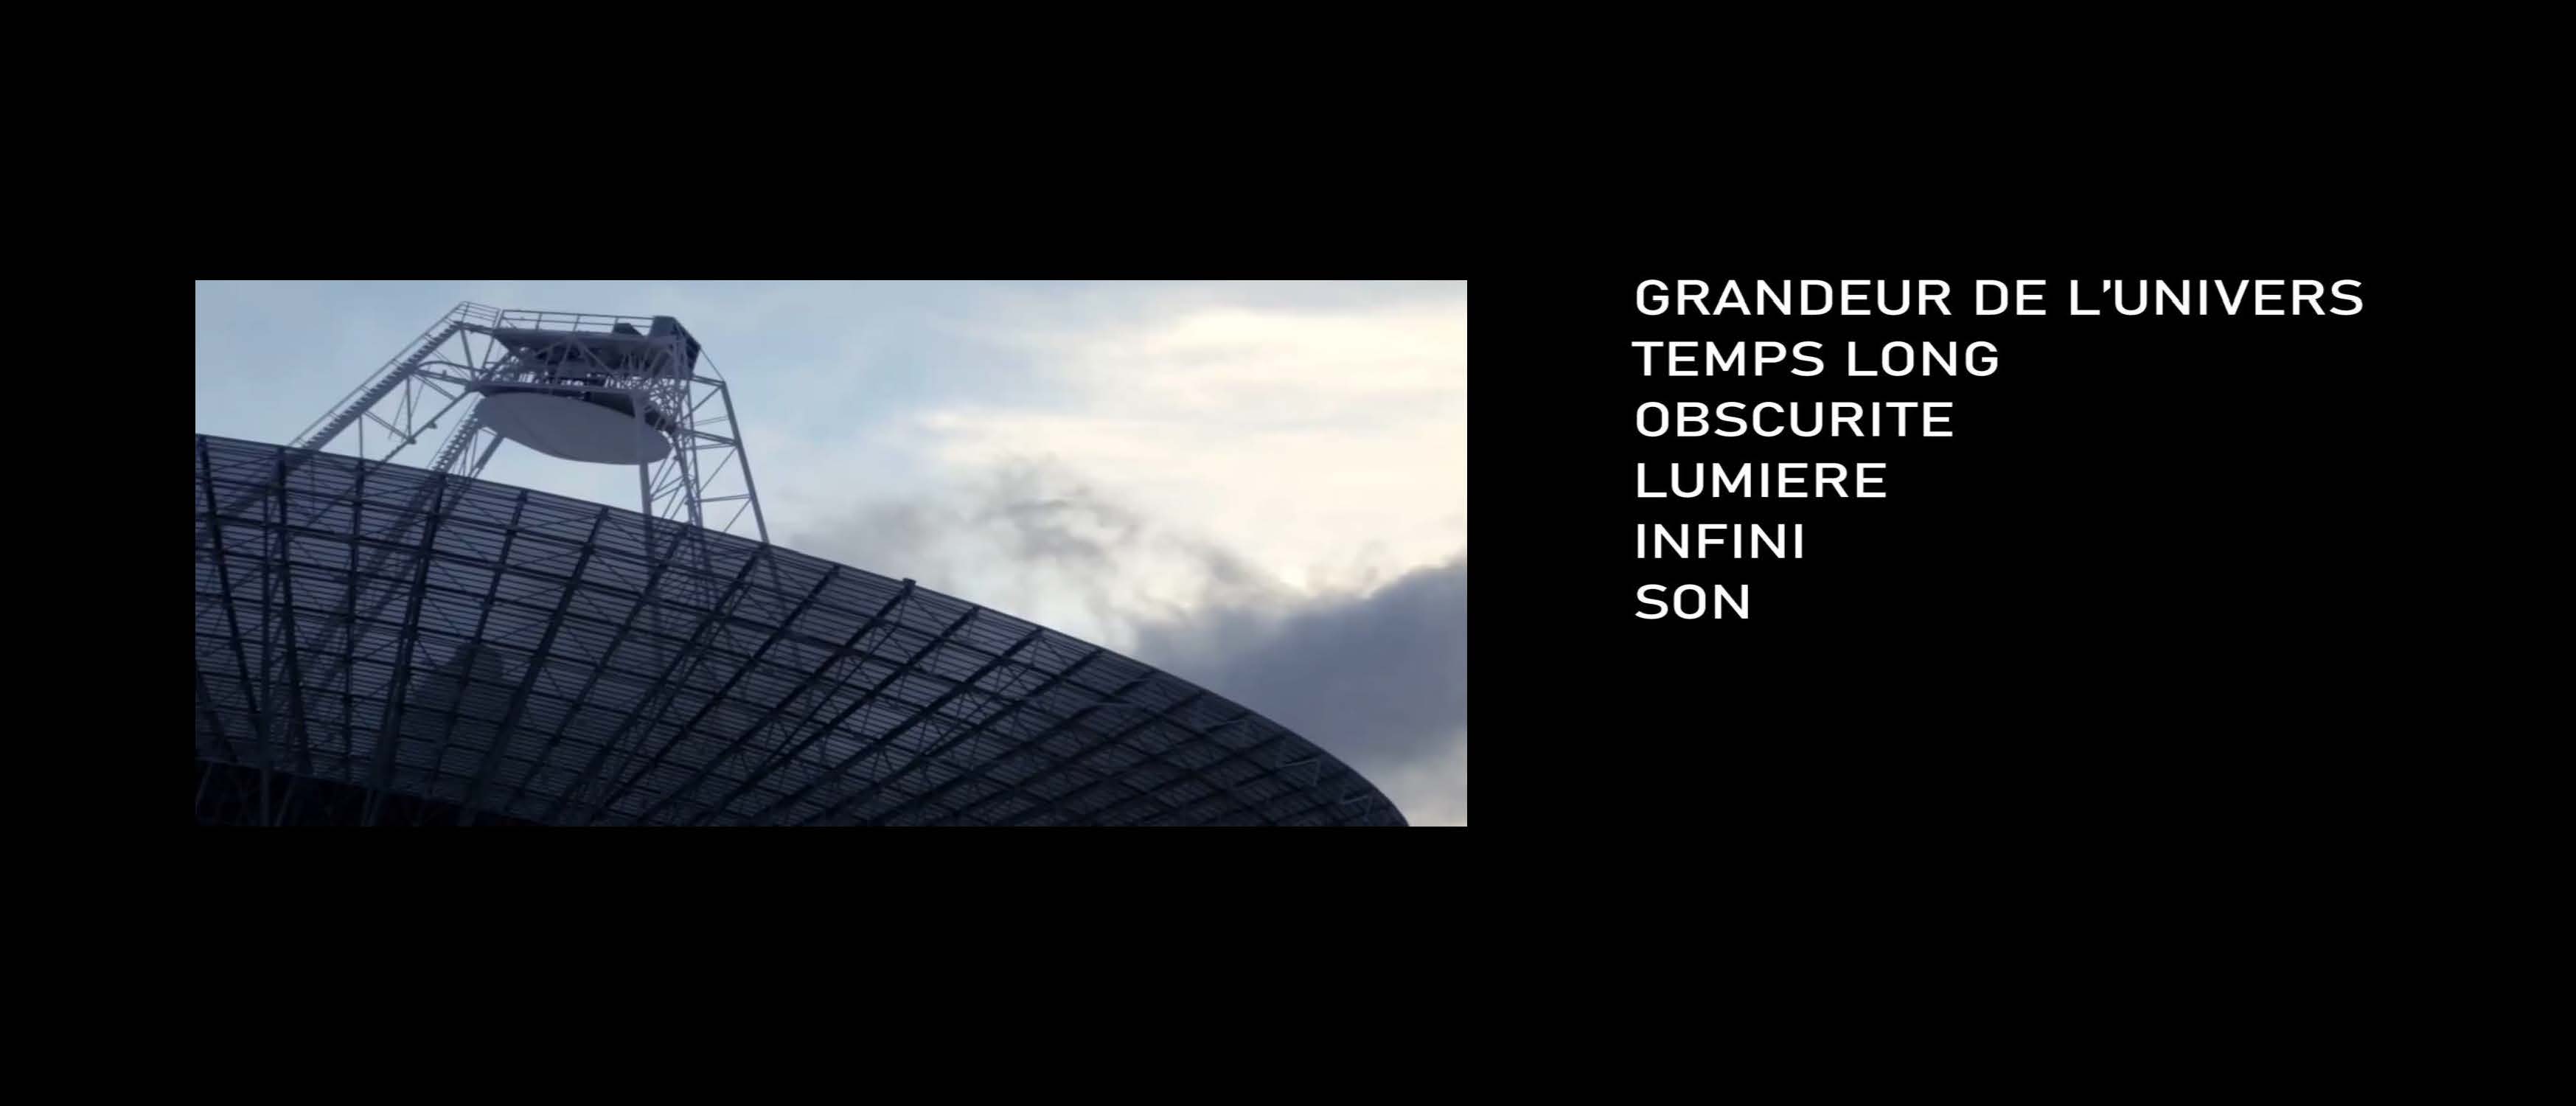 GRANDEUR DE L'UNIVERS
TEMPS LONG
OBSCURITE
LUMIERE
INFINI
SON